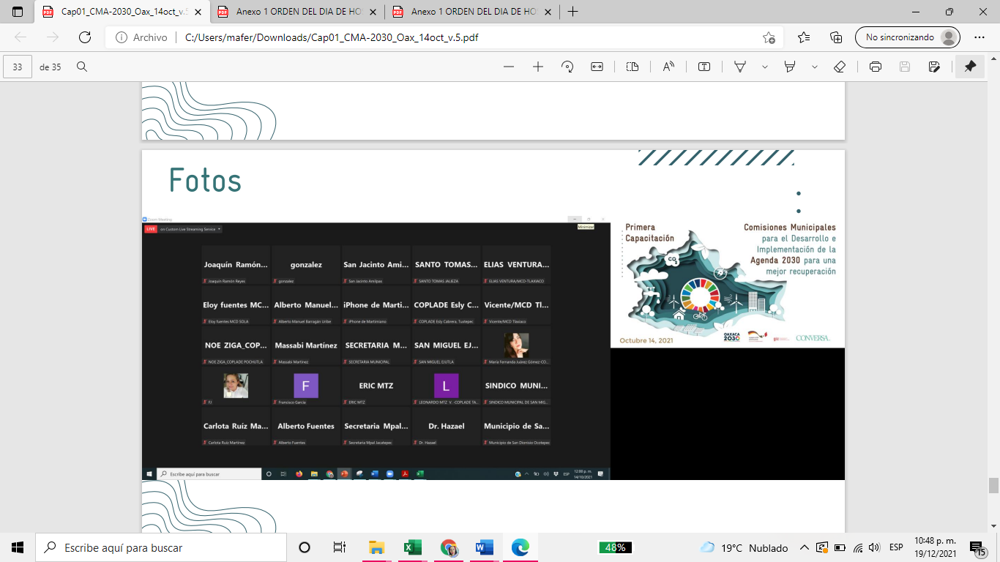 Cap01_CMA-2030_Oax_14oct_v.5
Anexo 1 ORDEN DEL DIA DE HO
Anexo 1 ORDEN DEL DIA DE HO
Archivo
C:/Users/mafer/Downloads/Cap01_CMA-2030_Oax_14oct_v.5.pdf
No sincronizando
33
de 35
Fotos
Zoom Meeting
Minimizar
LIVE
on Custom Live Streaming Service
Joaquín Ramón...
gonzalez
San Jacinto Ami...
SANTO TOMAS...
ELIAS VENTURA...
Joaquín Ramón Reyes
gonzalez
San Jacinto Amilpas
SANTO TOMAS JALIEZA
ELIAS VENTURA/MCD-TLAXIACO
Eloy fuentes MC...
Alberto Manuel...
iPhone de Marti...
COPLADE Esly C...
Vicente/MCD Tl...
Eloy fuentes MCD SOLA
Alberto Manuel Barragán Uribe
iPhone de Martimiano
COPLADE Esly Cabrera, Tuxtepec
Vicente/MCD Tlaxiaco
NOE ZIGA_COP...
Massabi Martínez
SECRETARIA M...
SAN MIGUEL EJ...
NOE ZIGA_COPLADE POCHUTLA
Massabi Martínez
SECRETARIA MUNICIPAL
SAN MIGUEL EJUTLA
María Fernanda Juárez Gómez-CO...
F
ERIC MTZ
L
SINDICO MUNI...
FJ
Francisco García
ERIC MTZ
LEONARDO MTZ V. -COPLADE TA...
SINDICO MUNICIPAL DE SAN MIG...
Carlota Ruíz Ma...
Alberto Fuentes
Secretaria Mpal...
Dr. Hazael
Municipio de Sa...
Alberto Fuentes
Secretaria Mpal Jacatepec
Dr. Hazael
Municipio de San Dionisio Ocotepec
Escribe aquí para buscar
ESP
12:00 p. m.
14/10/2021
Primera
Capacitación
Comisiones Municipales
para el Desarrollo e
Implementación de la
Agenda 2030 para una
mejor recuperación
CO2
Octubre 14, 2021
OAXACA
2030
giz
CONVERSA.
Escribe aquí para buscar
48%
19°C Nublado
ESP
10:48 p. m.
19/12/2021
15